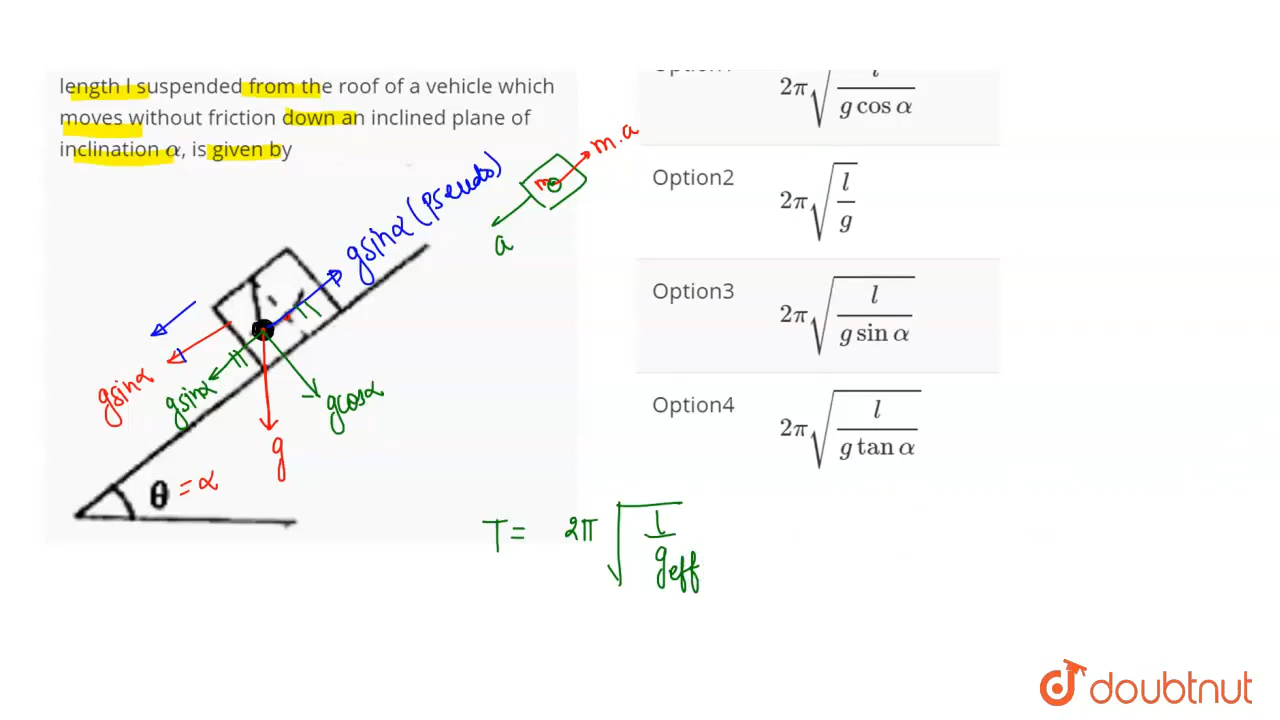 length l suspended from the roof of a vehicle which
moves without friction down an inclined plane of
inclination α, is given by
2π√(l/(g cos α))
Option2 2π√(l/g)
Option3 2π√(l/(g sin α))
Option4 2π√(l/(g tan α))
m.a
m
a
gsinα (Pseudo)
gsinα
gsinα
gcosα
g
θ = α
T = 2π√(l/geff)
doubtnut